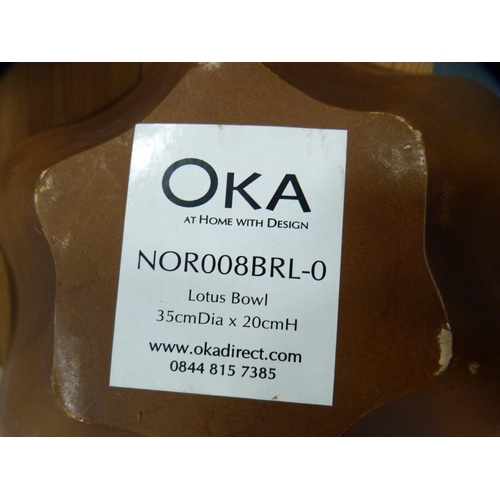 OKA
AT HOME WITH DESIGN
NOR008BRL-0
Lotus Bowl
35cmDia x 20cmH
www.okadirect.com
0844 815 7385